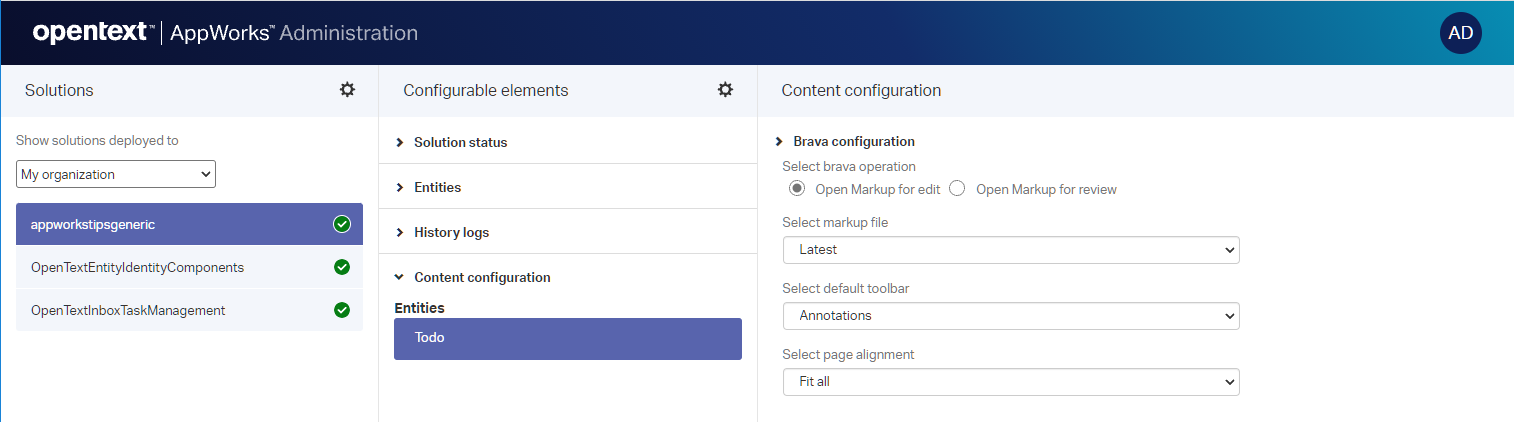 opentext™ | AppWorks™ Administration
AD
Solutions
Show solutions deployed to
My organization
appworkstipsgeneric
OpenTextEntityIdentityComponents
OpenTextInboxTaskManagement
Configurable elements
Solution status
Entities
History logs
Content configuration
Entities
Todo
Content configuration
Brava configuration
Select brava operation
Open Markup for edit Open Markup for review
Select markup file
Latest
Select default toolbar
Annotations
Select page alignment
Fit all